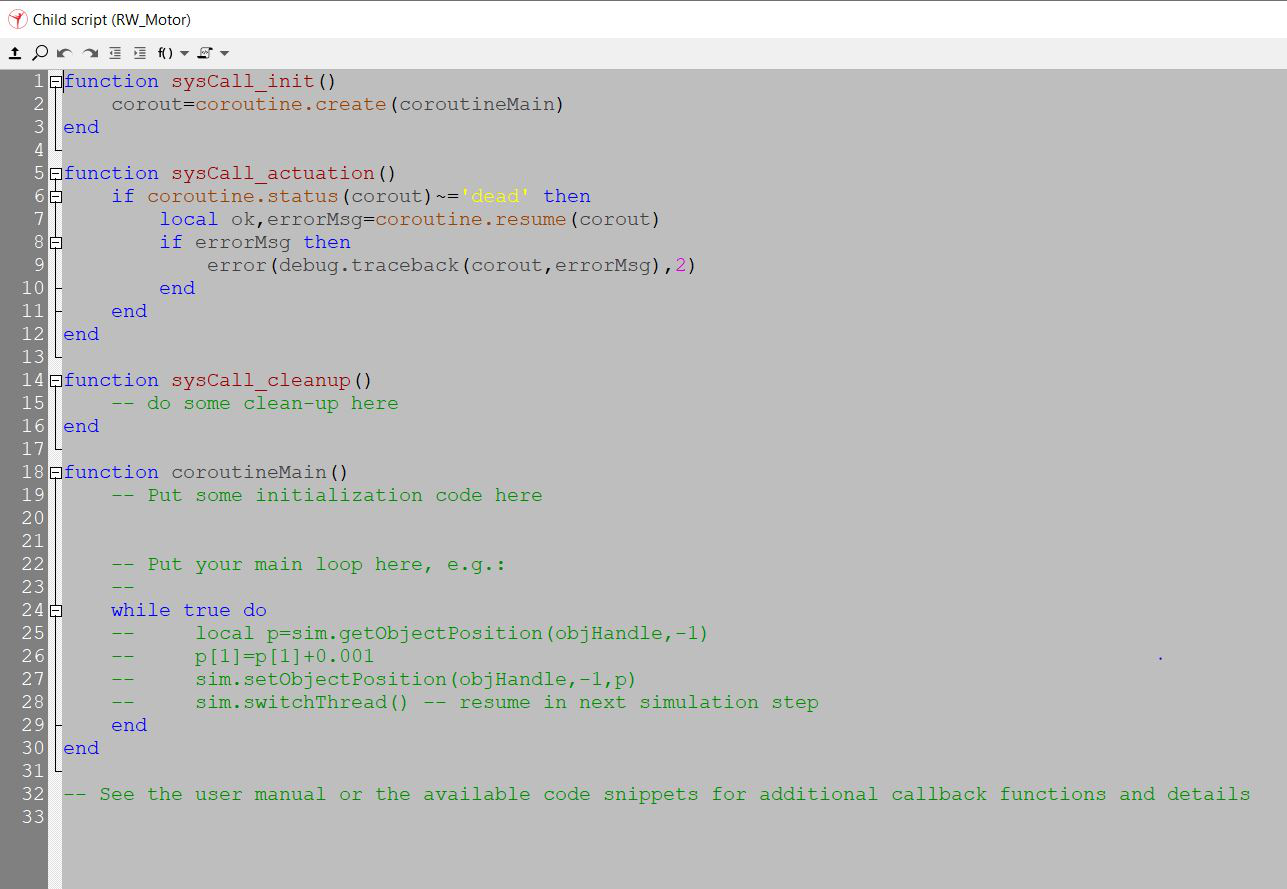 Child script (RW_Motor)
f()
1 function sysCall_init()
2     corout=coroutine.create(coroutineMain)
3 end
4
5 function sysCall_actuation()
6     if coroutine.status(corout)~='dead' then
7         local ok,errorMsg=coroutine.resume(corout)
8         if errorMsg then
9             error(debug.traceback(corout,errorMsg),2)
10         end
11     end
12 end
13
14 function sysCall_cleanup()
15     -- do some clean-up here
16 end
17
18 function coroutineMain()
19     -- Put some initialization code here
20
21
22     -- Put your main loop here, e.g.:
23     --
24     while true do
25     --     local p=sim.getObjectPosition(objHandle,-1)
26     --     p[1]=p[1]+0.001
27     --     sim.setObjectPosition(objHandle,-1,p)
28     --     sim.switchThread() -- resume in next simulation step
29     end
30 end
31
32 -- See the user manual or the available code snippets for additional callback functions and details
33